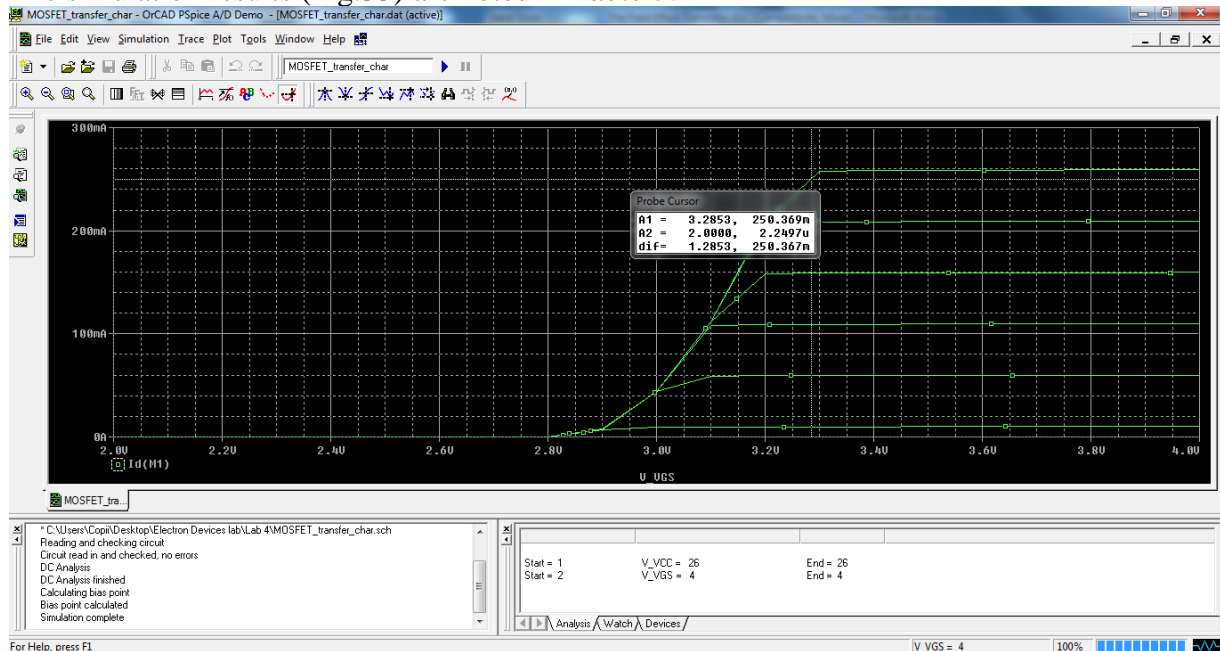 MOSFET_transfer_char - OrCAD PSpice A/D Demo - [MOSFET_transfer_char.dat (active)]
File Edit View Simulation Trace Plot Tools Window Help
MOSFET_transfer_char
300mA
200mA
100mA
0A
Probe Cursor
A1 = 3.2853, 250.369m
A2 = 2.0000, 2.2497u
dif= 1.2853, 250.367m
2.0V 2.2V 2.4V 2.6V 2.8V 3.0V 3.2V 3.4V 3.6V 3.8V 4.0V
Id(M1)
V_VGS
MOSFET_tra...
* C:\Users\Copii\Desktop\Electron Devices lab\Lab 4\MOSFET_transfer_char.sch
Reading and checking circuit
Circuit read in and checked, no errors
DC Analysis
DC Analysis finished
Calculating bias point
Bias point calculated
Simulation complete
Start = 1 V_VCC = 26 End = 26
Start = 2 V_VGS = 4 End = 4
Analysis Watch Devices
For Help, press F1 V_VGS = 4 100%